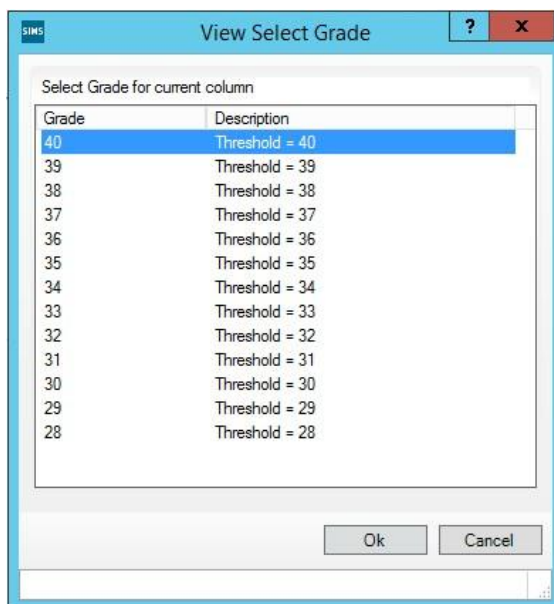 SIMS View Select Grade ? x
Select Grade for current column
Grade Description
40 Threshold = 40
39 Threshold = 39
38 Threshold = 38
37 Threshold = 37
36 Threshold = 36
35 Threshold = 35
34 Threshold = 34
33 Threshold = 33
32 Threshold = 32
31 Threshold = 31
30 Threshold = 30
29 Threshold = 29
28 Threshold = 28
Ok Cancel